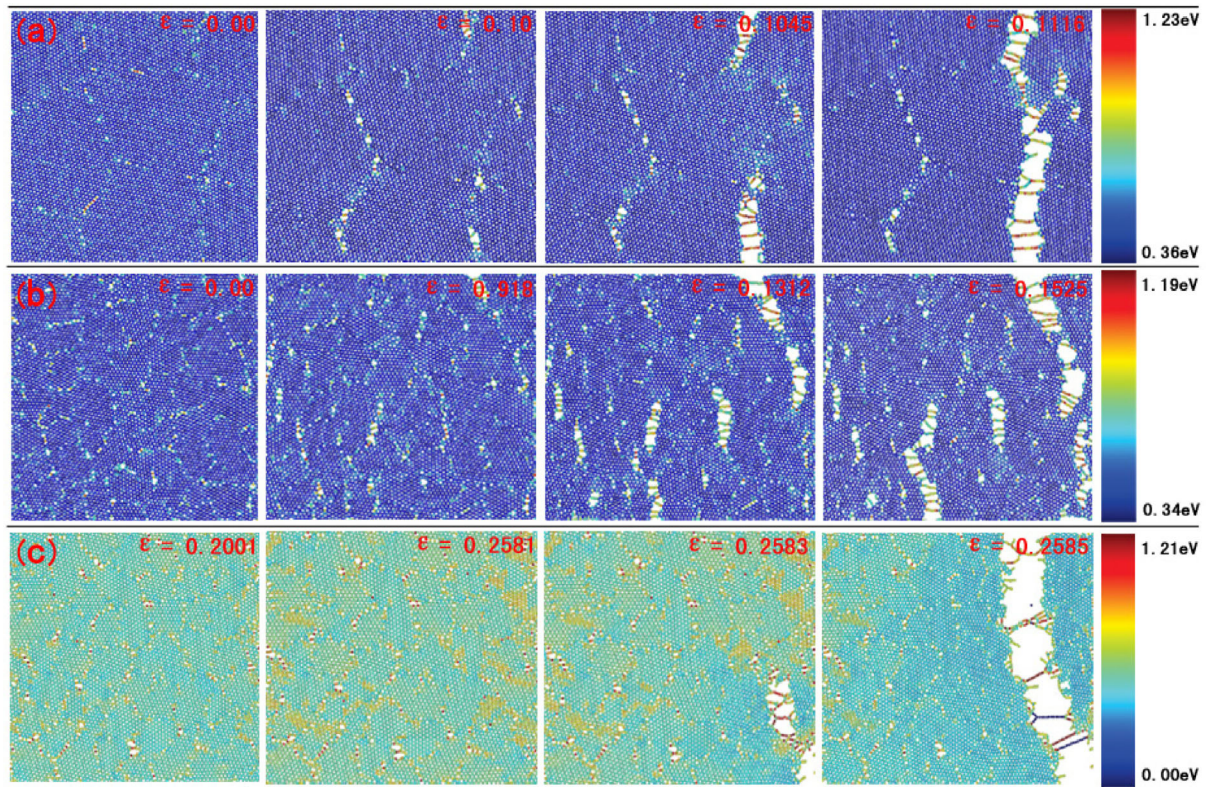 (a) ε = 0.00 ε = 0.10 ε = 0.1045 ε = 0.1116 1.23eV
0.36eV
(b) ε = 0.00 ε = 0.918 ε = 0.1312 ε = 0.1525 1.19eV
0.34eV
(c) ε = 0.2001 ε = 0.2581 ε = 0.2583 ε = 0.2585 1.21eV
0.00eV